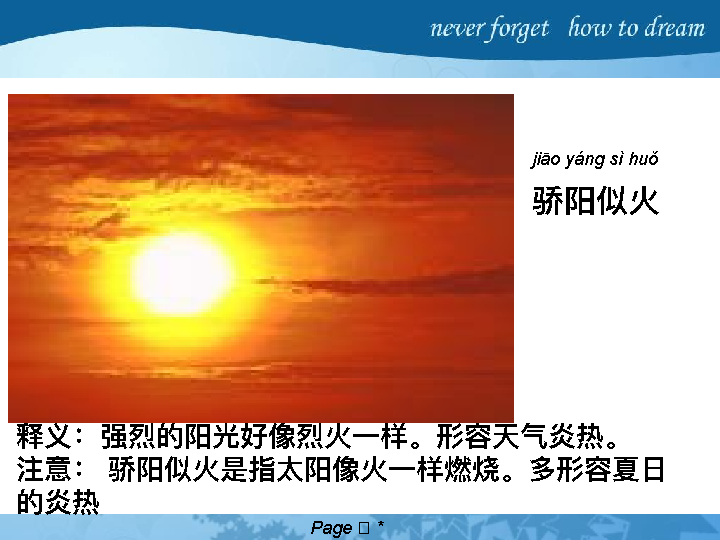 never forget how to dream
jiāo yáng sì huǒ
骄阳似火
释义：强烈的阳光好像烈火一样。形容天气炎热。
注意： 骄阳似火是指太阳像火一样燃烧。多形容夏日
的炎热
Page *